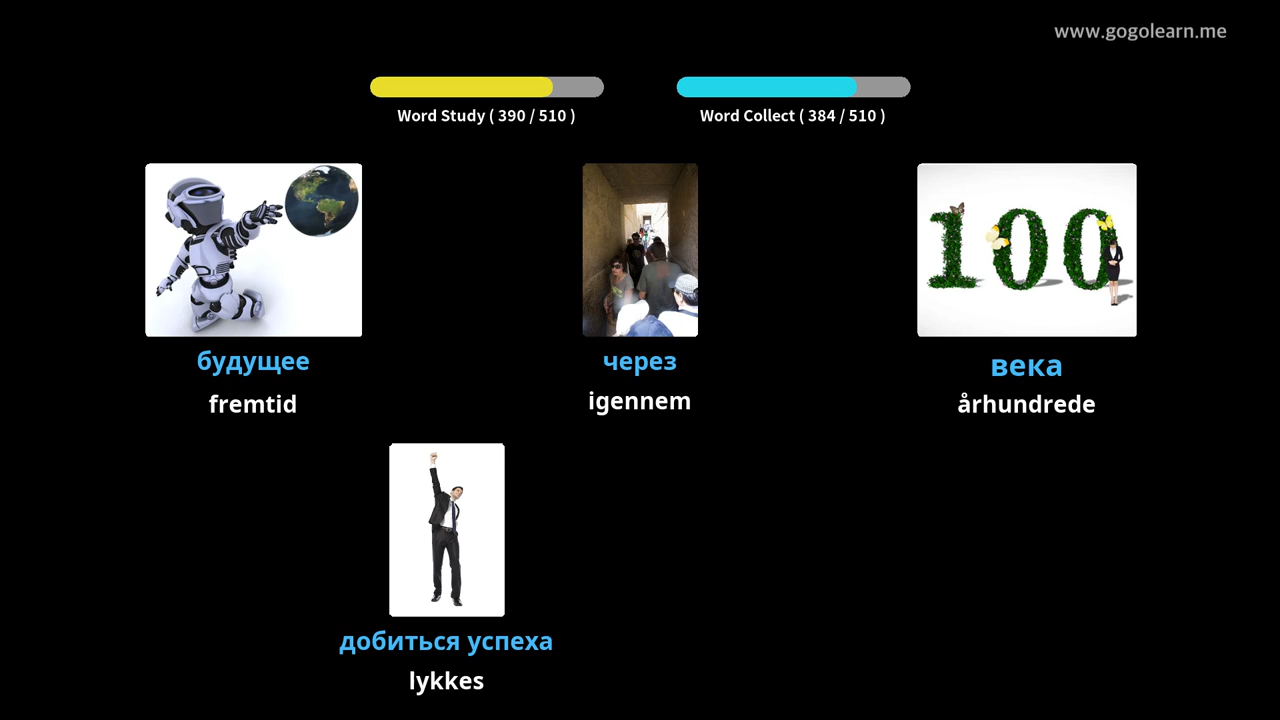 www.gogolearn.me
Word Study ( 390 / 510 )
Word Collect ( 384 / 510 )
будущее
fremtid
через
igennem
века
århundrede
добиться успеха
lykkes